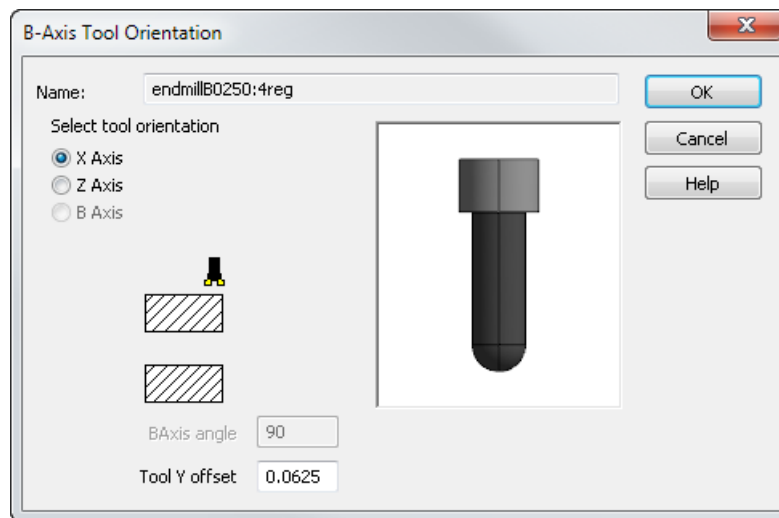 B-Axis Tool Orientation
Name: endmillB0250:4reg
OK
Select tool orientation
Cancel
X Axis
Z Axis
Help
B Axis
BAxis angle 90
Tool Y offset 0.0625